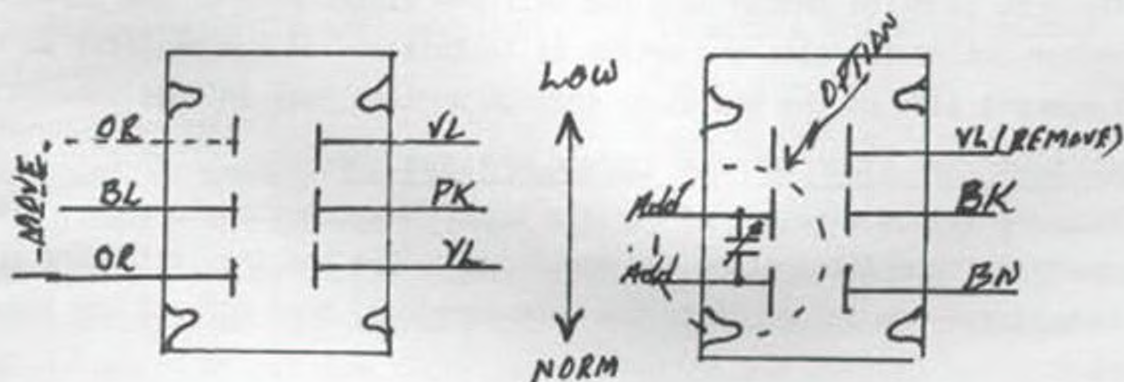 MOVE
OR
BL
OR
VL
PK
YL
LOW
NORM
OPTION
Add
Add
VL (REMOVE)
BK
BN